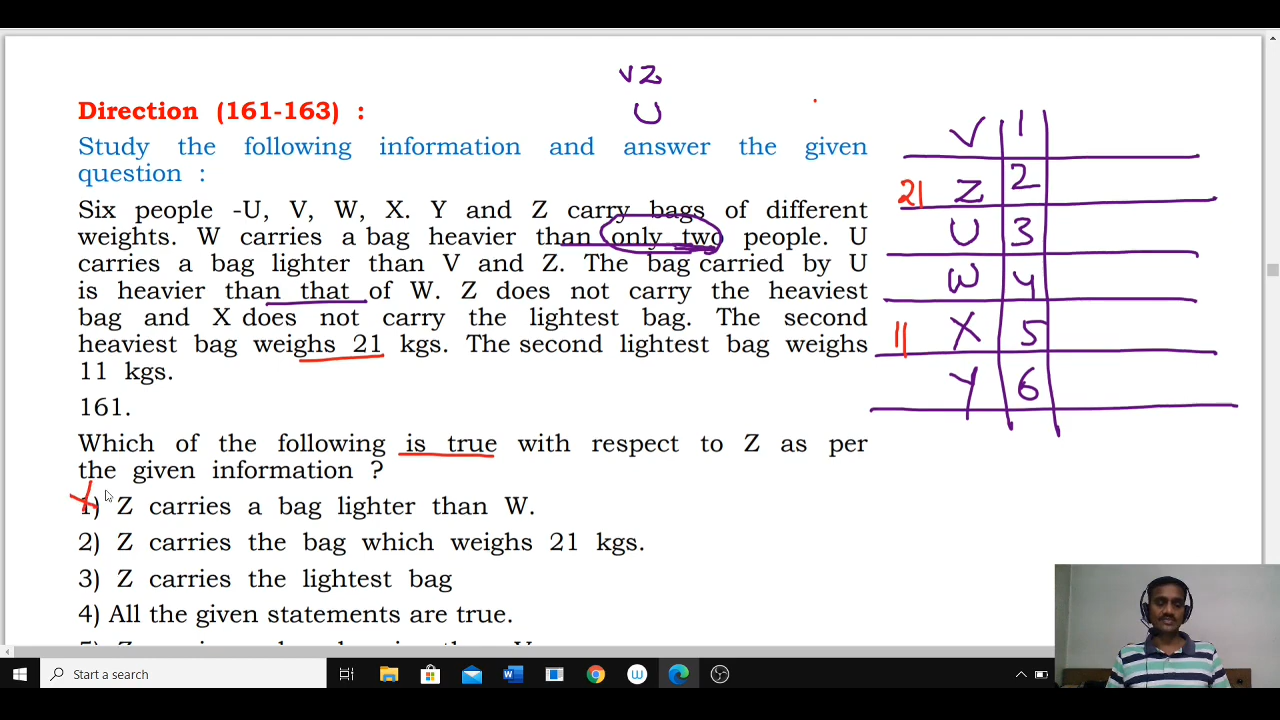 V Z
U
Direction (161-163) :
Study the following information and answer the given
question :
Six people -U, V, W, X. Y and Z carry bags of different
weights. W carries a bag heavier than only two people. U
carries a bag lighter than V and Z. The bag carried by U
is heavier than that of W. Z does not carry the heaviest
bag and X does not carry the lightest bag. The second
heaviest bag weighs 21 kgs. The second lightest bag weighs
11 kgs.
161.
Which of the following is true with respect to Z as per
the given information ?
1) Z carries a bag lighter than W.
2) Z carries the bag which weighs 21 kgs.
3) Z carries the lightest bag
4) All the given statements are true.
V 1
21 Z 2
U 3
W 4
11 X 5
Y 6
Start a search